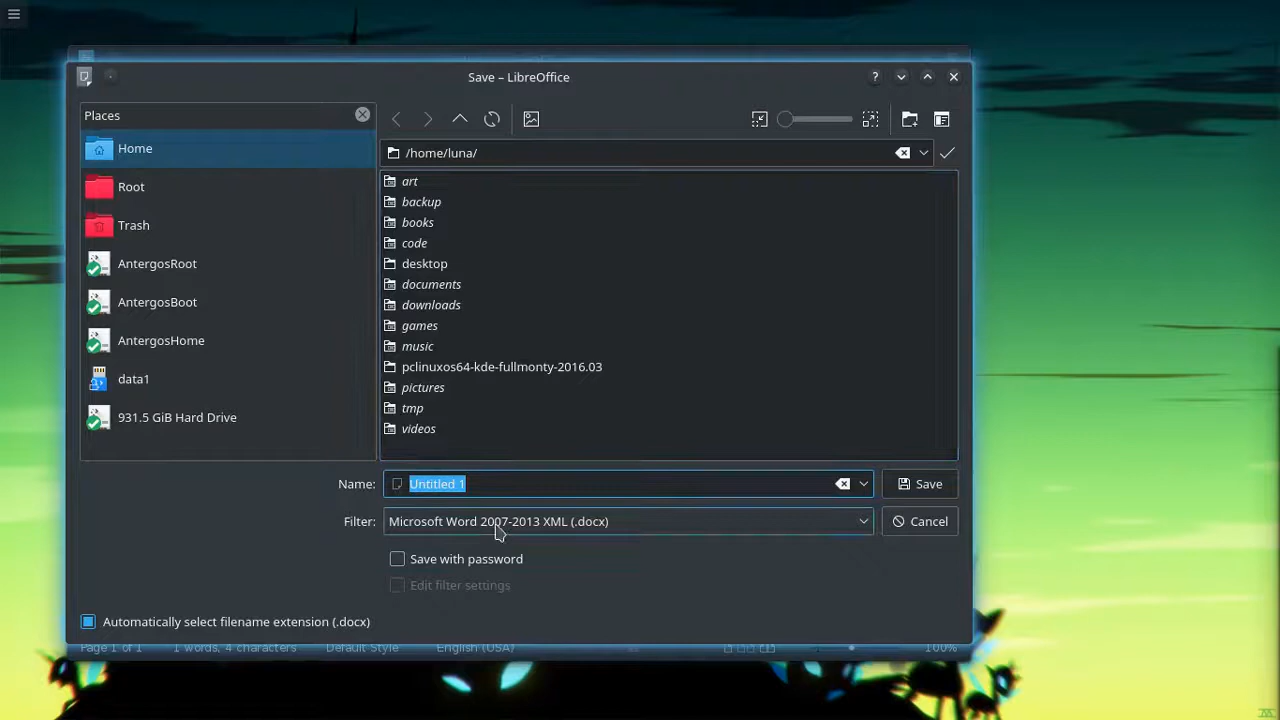 Save – LibreOffice
Places
Home
Root
Trash
AntergosRoot
AntergosBoot
AntergosHome
data1
931.5 GiB Hard Drive
/home/luna/
art
backup
books
code
desktop
documents
downloads
games
music
pclinuxos64-kde-fullmonty-2016.03
pictures
tmp
videos
Name: Untitled 1 Save
Filter: Microsoft Word 2007-2013 XML (.docx) Cancel
Save with password
Edit filter settings
Automatically select filename extension (.docx)
Page 1 of 1 1 words, 4 characters Default Style English (USA) 100%